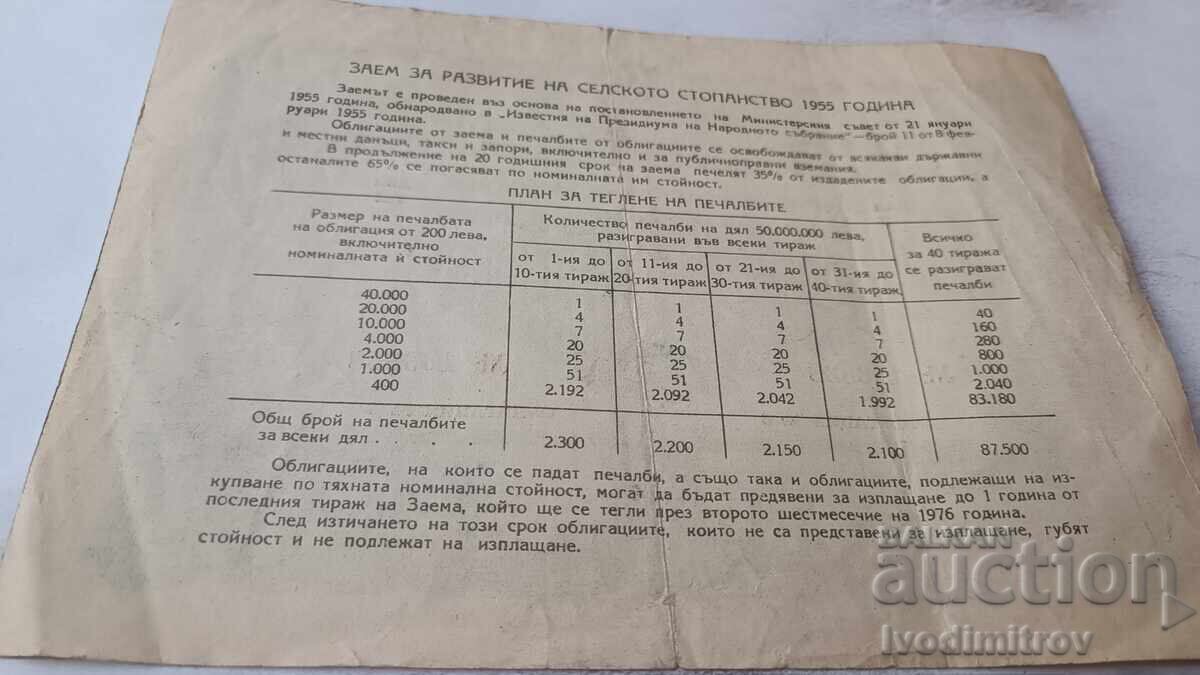 ЗАЕМ ЗА РАЗВИТИЕ НА СЕЛСКОТО СТОПАНСТВО 1955 ГОДИНА
Заемът е проведен въз основа на постановлението на Министерския съвет от 21 януари
1955 година, обнародвано в „Известия на Президиума на Народното събрание“—брой 11 от 8 фев-
руари 1955 година.
Облигациите от заема и печалбите от облигациите се освобождават от всякакви държавни
и местни данъци, такси и запори, включително и за публичноправни вземания.
В продължение на 20 годишния срок на заема печелят 35% от издадените облигации, а
останалите 65% се погасяват по номиналната им стойност.
ПЛАН ЗА ТЕГЛЕНЕ НА ПЕЧАЛБИТЕ
Размер на печалбата
на облигация от 200 лева,
включително
номиналната ѝ стойност
Количество печалби на дял 50.000.000 лева,
разигравани във всеки тираж
Всичко
за 40 тиража
се разиграват
печалби
от 1-ия до
10-тия тираж
от 11-ия до
20-тия тираж
от 21-ия до
30-тия тираж
от 31-ия до
40-тия тираж
40.000 1 1 1 1 40
20.000 4 4 4 4 160
10.000 7 7 7 7 280
4.000 20 20 20 20 800
2.000 25 25 25 25 1.000
1.000 51 51 51 51 2.040
400 2.192 2.092 2.042 1.992 83.180
Общ брой на печалбите
за всеки дял . . . . 2.300 2.200 2.150 2.100 87.500
Облигациите, на които се падат печалби, а също така и облигациите, подлежащи на из-
купване по тяхната номинална стойност, могат да бъдат предявени за изплащане до 1 година от
последния тираж на Заема, който ще се тегли през второто шестмесечие на 1976 година.
След изтичането на този срок облигациите, които не са представени за изплащане, губят
стойност и не подлежат на изплащане.
BALKAN
auction
Ivodimitrov